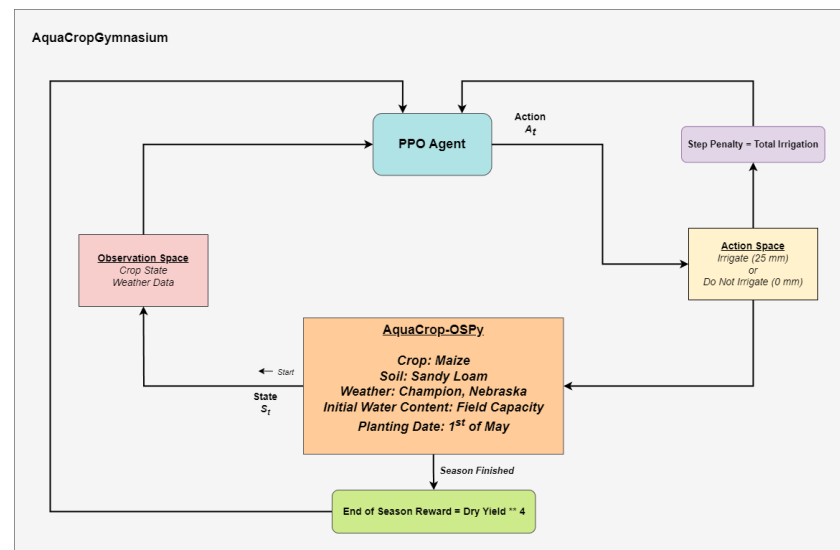 AquaCropGymnasium
Action
At
PPO Agent
Step Penalty = Total Irrigation
Observation Space
Crop State
Weather Data
Action Space
Irrigate (25 mm)
or
Do Not Irrigate (0 mm)
AquaCrop-OSPy
Crop: Maize
Soil: Sandy Loam
Weather: Champion, Nebraska
Initial Water Content: Field Capacity
Planting Date: 1st of May
Start
State
St
Season Finished
End of Season Reward = Dry Yield ** 4